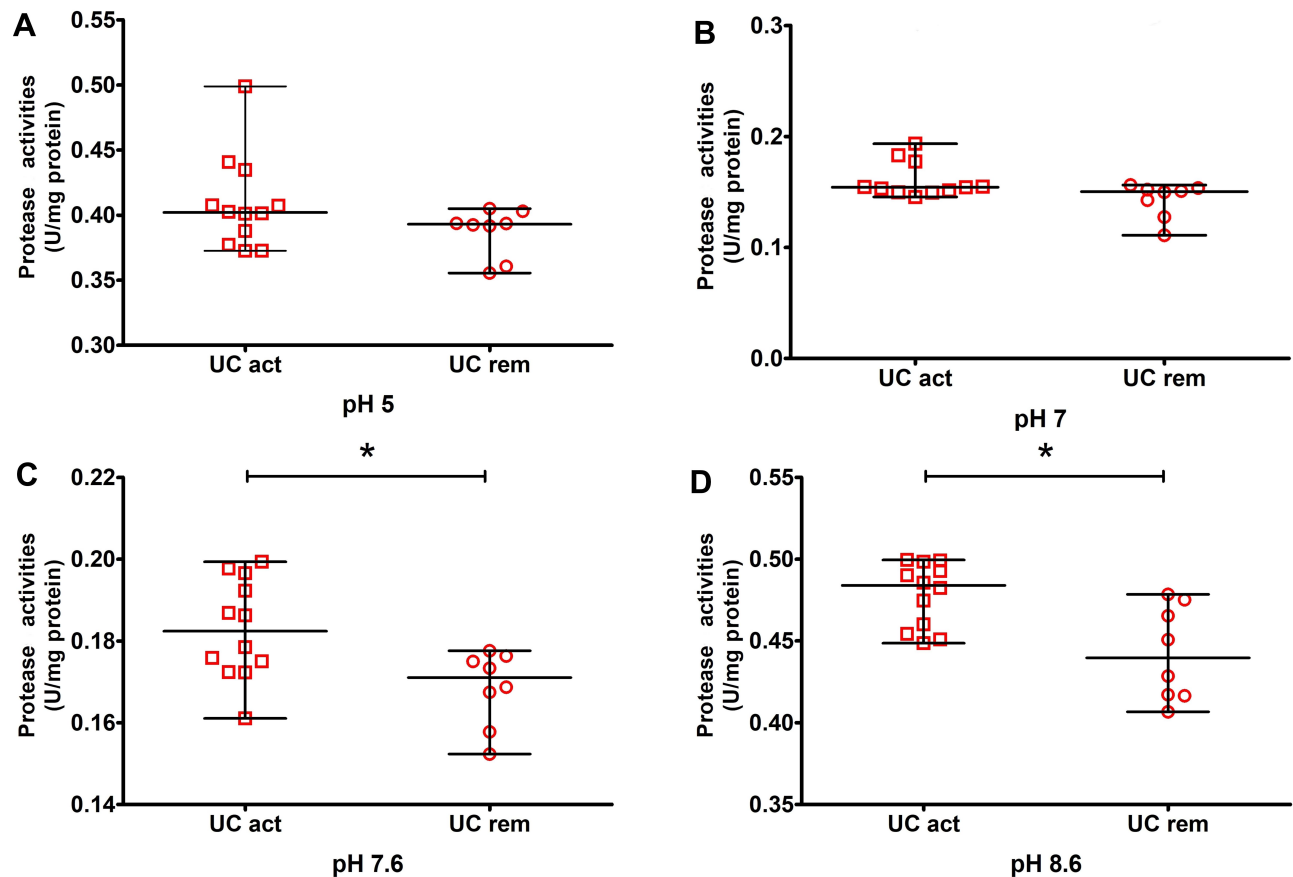 A
Protease activities
(U/mg protein)
0.55
0.50
0.45
0.40
0.35
0.30
UC act
UC rem
pH 5
B
Protease activities
(U/mg protein)
0.3
0.2
0.1
0.0
UC act
UC rem
pH 7
C
Protease activities
(U/mg protein)
0.22
0.20
0.18
0.16
0.14
*
UC act
UC rem
pH 7.6
D
Protease activities
(U/mg protein)
0.55
0.50
0.45
0.40
0.35
*
UC act
UC rem
pH 8.6